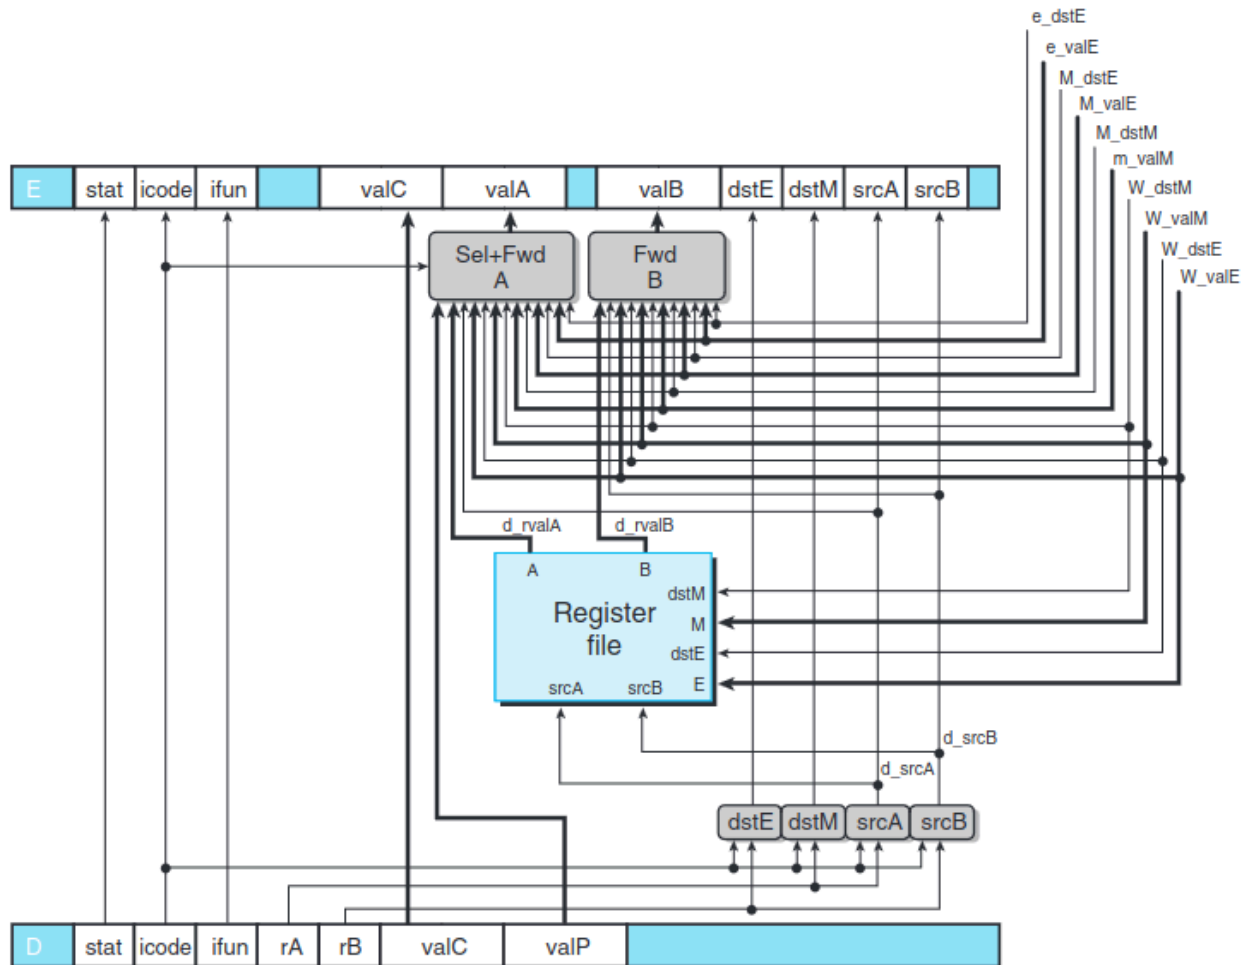 e_dstE
e_valE
M_dstE
M_valE
M_dstM
m_valM
W_dstM
W_valM
W_dstE
W_valE
E stat icode ifun valC valA valB dstE dstM srcA srcB
Sel+Fwd
A
Fwd
B
d_rvalA d_rvalB
A B
dstM
Register
file
M
dstE
srcA srcB E
d_srcB
d_srcA
dstE dstM srcA srcB
D stat icode ifun rA rB valC valP